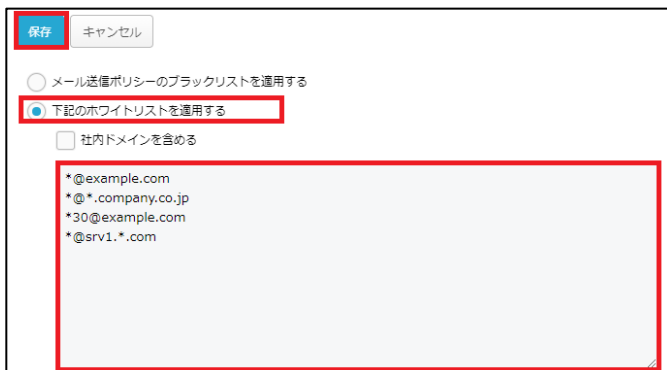 保存 キャンセル
メール送信ポリシーのブラックリストを適用する
下記のホワイトリストを適用する
社内ドメインを含める
*@example.com
*@*.company.co.jp
*30@example.com
*@srv1.*.com